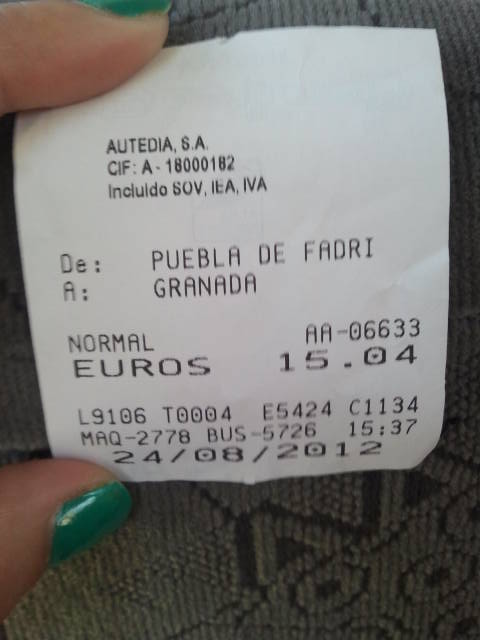 AUTEDIA, S.A.
CIF: A - 18000182
Incluido SOV, IEA, IVA
De: PUEBLA DE FADRI
A: GRANADA
NORMAL AA-06633
EUROS 15.04
L9106 T0004 E5424 C1134
MAQ-2778 BUS-5726 15:37
24/08/2012